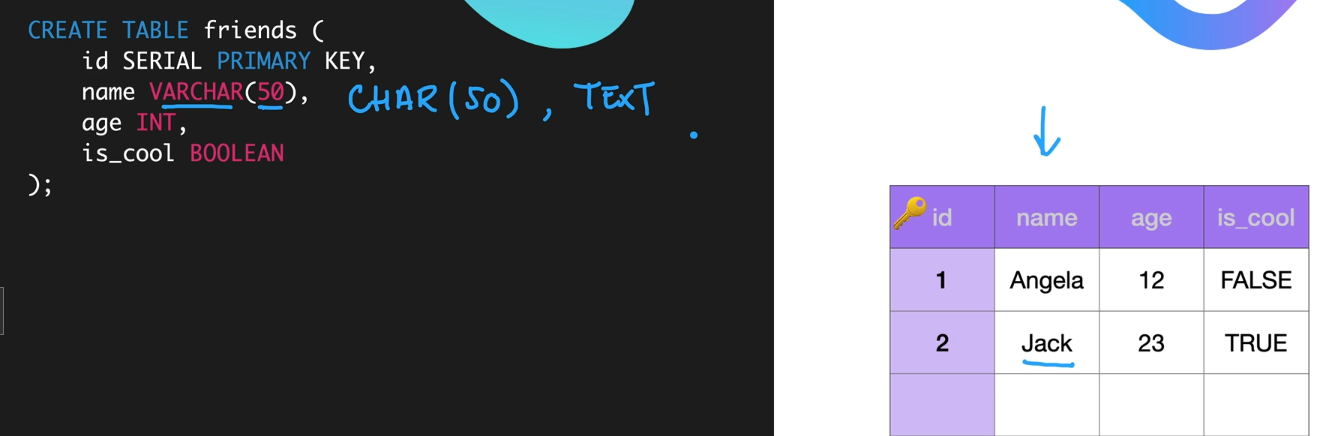 CREATE TABLE friends (
id SERIAL PRIMARY KEY,
name VARCHAR(50), CHAR(50), TEXT
age INT,
is_cool BOOLEAN
);
id name age is_cool
1 Angela 12 FALSE
2 Jack 23 TRUE